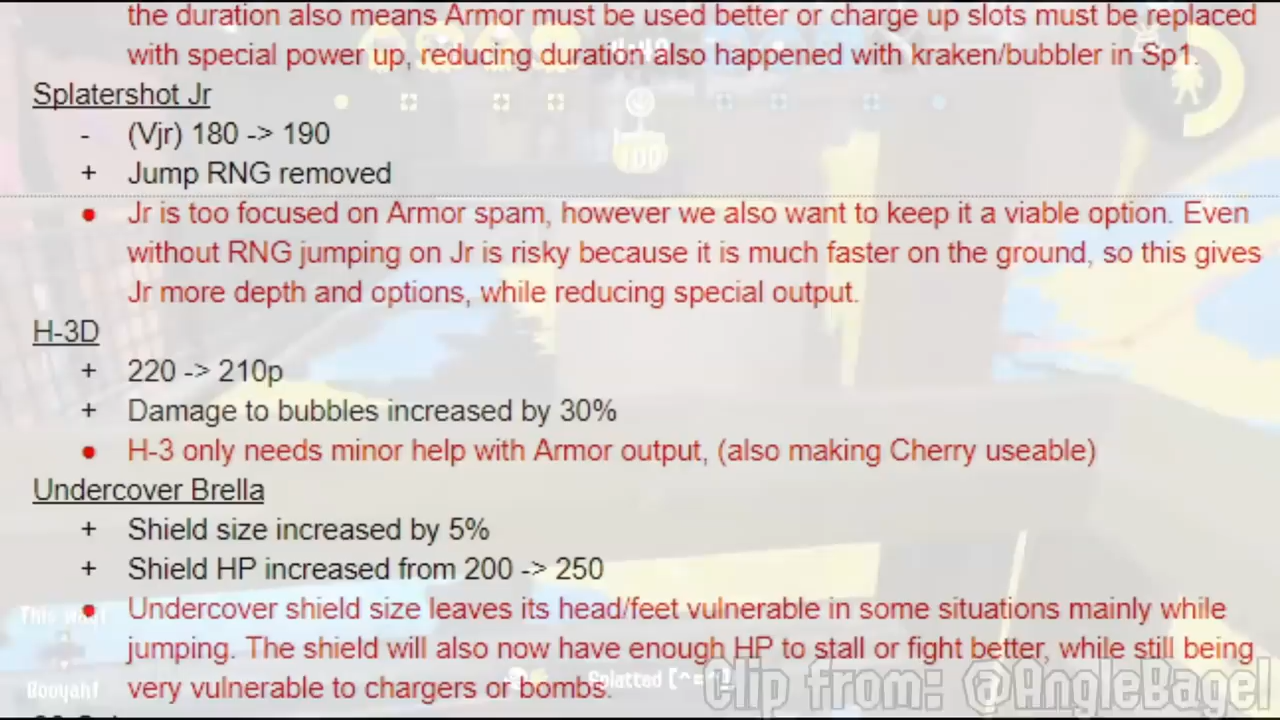 the duration also means Armor must be used better or charge up slots must be replaced
with special power up, reducing duration also happened with kraken/bubbler in Sp1.
Splatershot Jr
- (Vjr) 180 -> 190
+ Jump RNG removed
● Jr is too focused on Armor spam, however we also want to keep it a viable option. Even
without RNG jumping on Jr is risky because it is much faster on the ground, so this gives
Jr more depth and options, while reducing special output.
H-3D
+ 220 -> 210p
+ Damage to bubbles increased by 30%
● H-3 only needs minor help with Armor output, (also making Cherry useable)
Undercover Brella
+ Shield size increased by 5%
+ Shield HP increased from 200 -> 250
● Undercover shield size leaves its head/feet vulnerable in some situations mainly while
jumping. The shield will also now have enough HP to stall or fight better, while still being
very vulnerable to chargers or bombs.
100
This way!
Booyah!
Splatted
Clip from: @AngleBagel